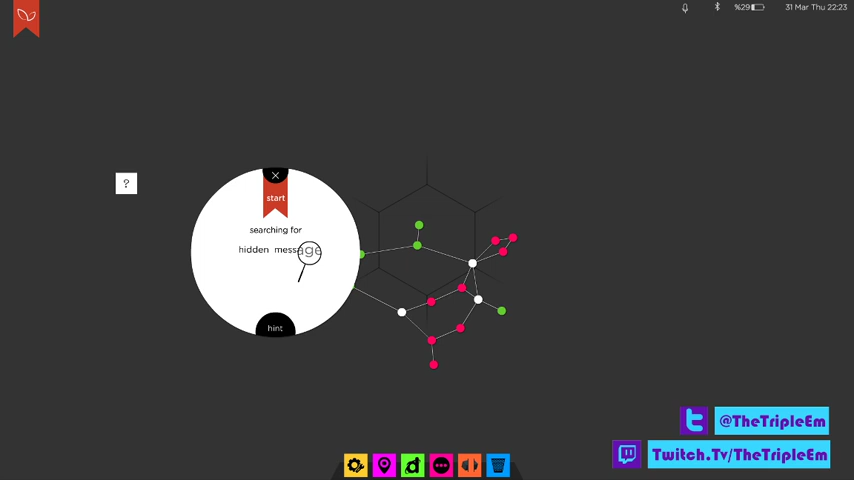 %29
31 Mar Thu 22:23
?
start
searching for
hidden message
hint
d
@TheTripleEm
Twitch.Tv/TheTripleEm